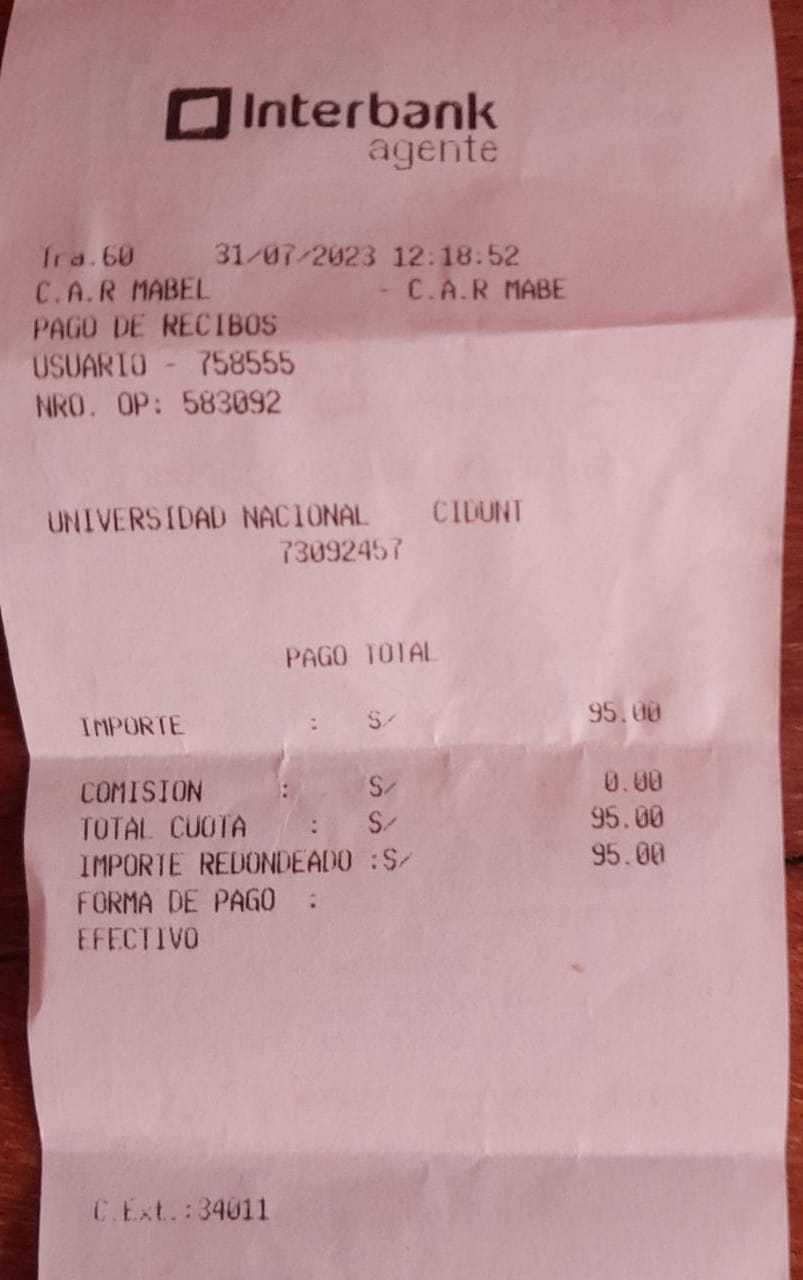 Interbank
agente
Tra.60 31/07/2023 12:18:52
C.A.R MABEL - C.A.R MABE
PAGO DE RECIBOS
USUARIO - 758555
NRO. OP: 583092
UNIVERSIDAD NACIONAL CIDUNT
73092457
PAGO TOTAL
IMPORTE : S/ 95.00
COMISION : S/ 0.00
TOTAL CUOTA : S/ 95.00
IMPORTE REDONDEADO :S/ 95.00
FORMA DE PAGO :
EFECTIVO
C.Ext.:34011